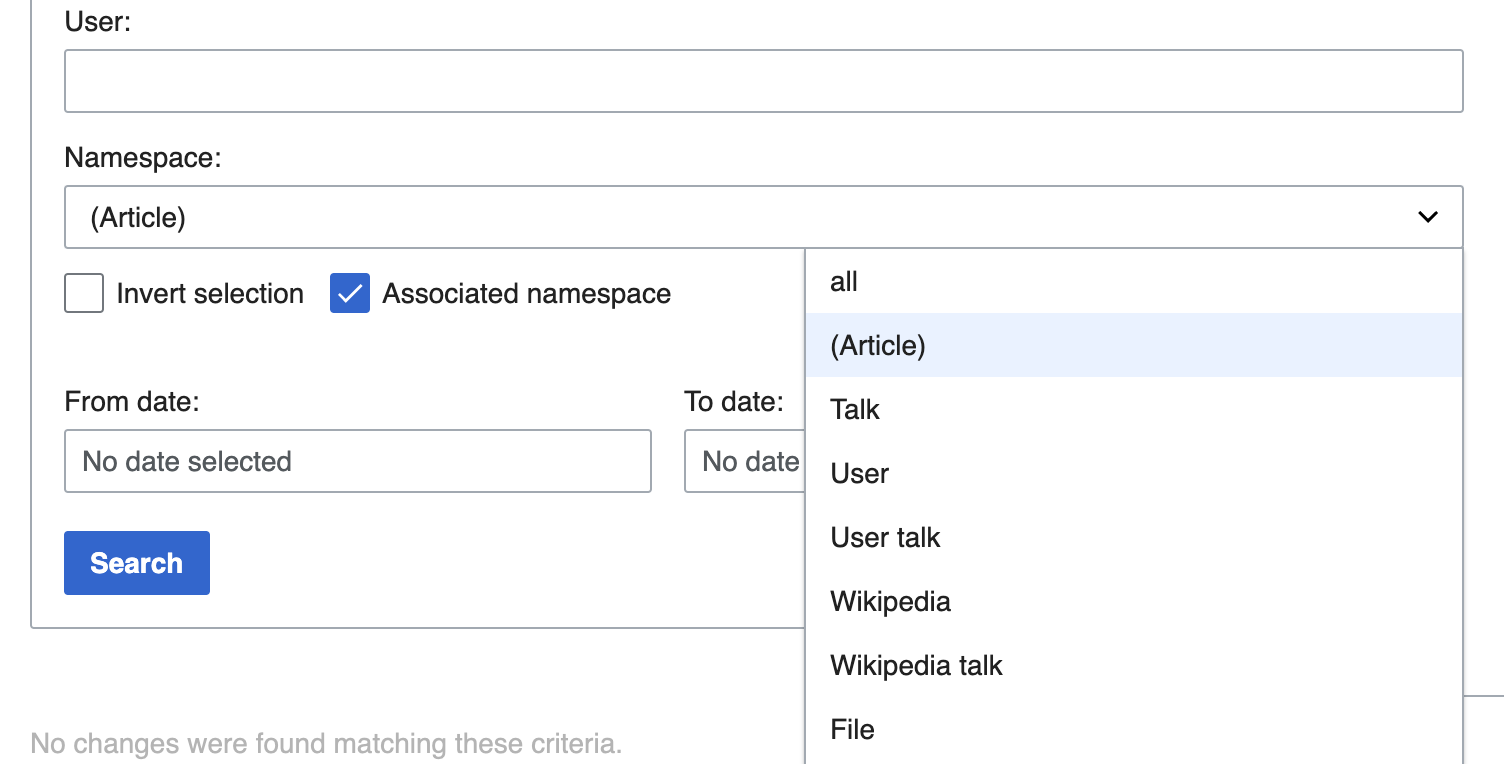 User:
Namespace:
(Article)
Invert selection Associated namespace
From date:
No date selected
To date:
No date
Search
No changes were found matching these criteria.
all
(Article)
Talk
User
User talk
Wikipedia
Wikipedia talk
File